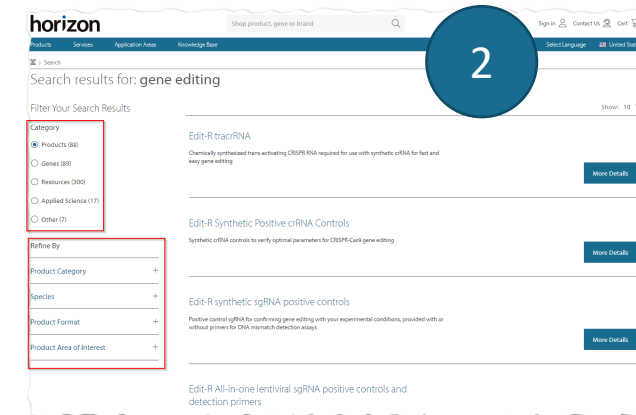 horizon
Shop product, gene or brand
Sign in
Contact Us
Cart
Products
Services
Application Areas
Knowledge Base
Select Language
United Stat
2
> Search
Search results for: gene editing
Filter Your Search Results
Show: 10
Category
Products (88)
Genes (89)
Resources (300)
Applied Science (17)
Other (7)
Refine By
Product Category +
Species +
Product Format +
Product Area of Interest +
Edit-R tracrRNA
Chemically synthesized trans-activating CRISPR RNA required for use with synthetic crRNA for fast and
easy gene editing
More Details
Edit-R Synthetic Positive crRNA Controls
Synthetic crRNA controls to verify optimal parameters for CRISPR-Cas9 gene editing
More Details
Edit-R synthetic sgRNA positive controls
Positive control sgRNA for confirming gene editing with your experimental conditions, provided with or
without primers for DNA mismatch detection assays
More Details
Edit-R All-in-one lentiviral sgRNA positive controls and
detection primers